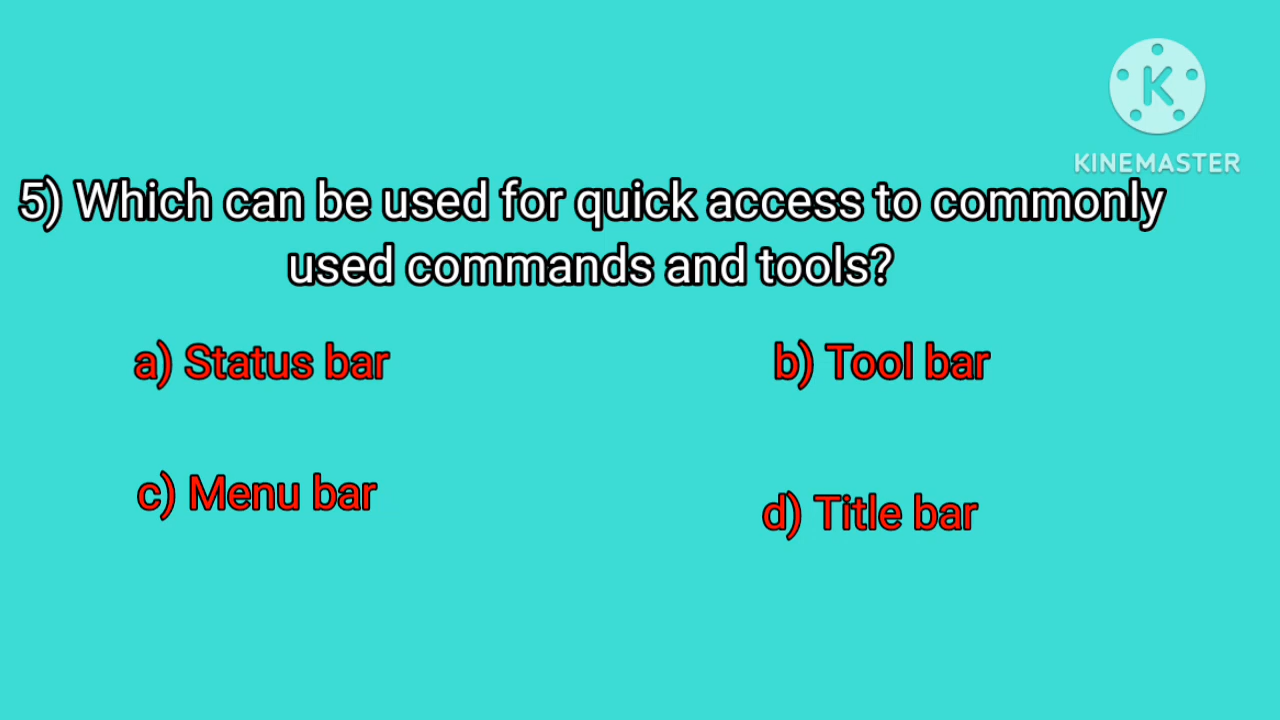 K
KINEMASTER
5) Which can be used for quick access to commonly
used commands and tools?
a) Status bar
b) Tool bar
c) Menu bar
d) Title bar